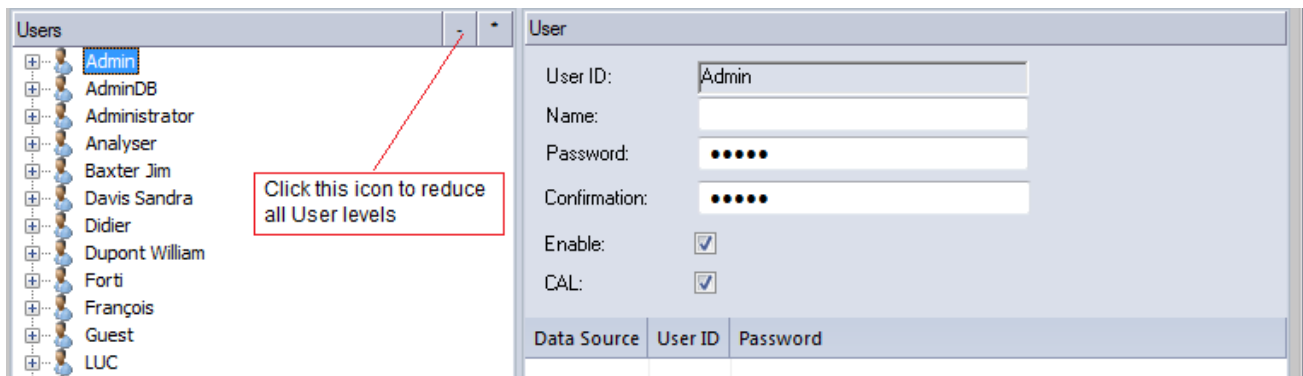 Users - *
Admin
AdminDB
Administrator
Analyser
Baxter Jim
Davis Sandra
Didier
Dupont William
Forti
François
Guest
LUC
Click this icon to reduce
all User levels
User
User ID: Admin
Name:
Password: •••••
Confirmation: •••••
Enable:
CAL:
Data Source User ID Password